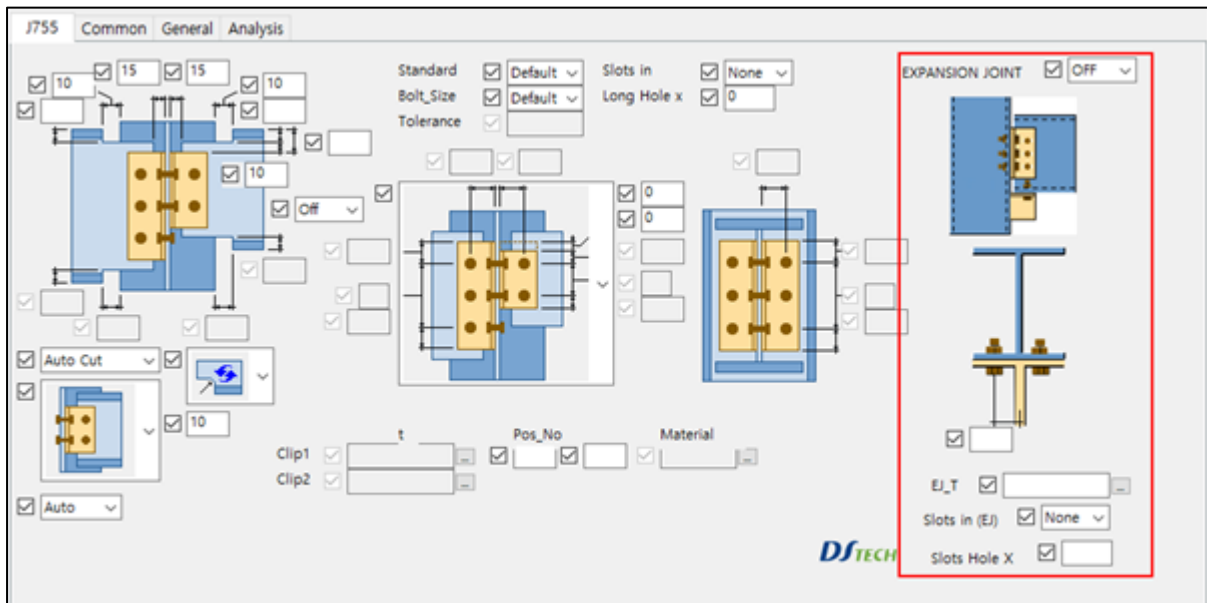 J755 Common General Analysis
15 15
10 10
10
Off
Auto Cut
10
Auto
Standard Default
Bolt_Size Default
Tolerance
Slots in None
Long Hole x 0
0
0
t Pos_No Material
Clip1
Clip2
DSTECH
EXPANSION JOINT OFF
EJ_T
Slots in (EJ) None
Slots Hole X